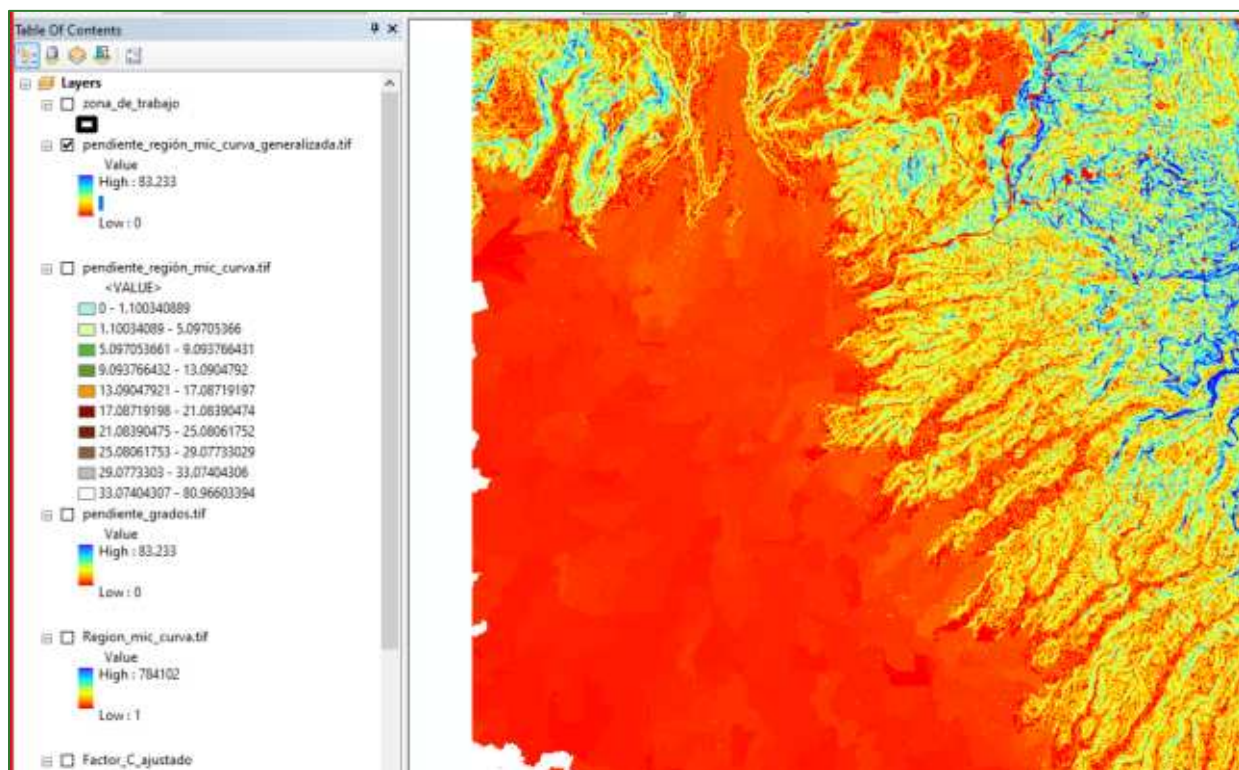 Table Of Contents
Layers
zona_de_trabajo
pendiente_región_mic_curva_generalizada.tif
Value
High : 83.233
Low : 0
pendiente_región_mic_curva.tif
<VALUE>
0 - 1.100340889
1.10034089 - 5.09705366
5.097053661 - 9.093766431
9.093766432 - 13.0904792
13.09047921 - 17.08719197
17.08719198 - 21.08390474
21.08390475 - 25.08061752
25.08061753 - 29.07733029
29.0773303 - 33.07404306
33.07404307 - 80.96603394
pendiente_grados.tif
Value
High : 83.233
Low : 0
Region_mic_curva.tif
Value
High : 784102
Low : 1
Factor_C_ajustado